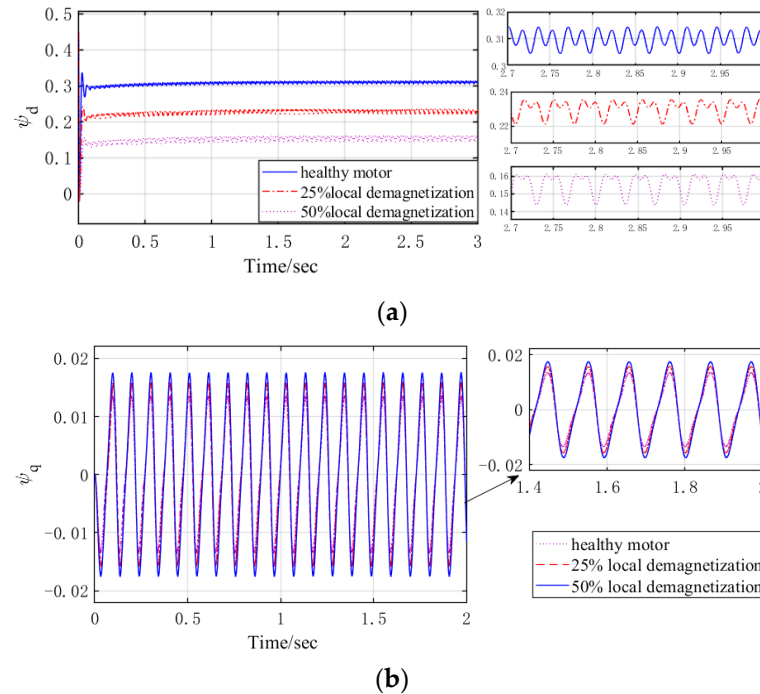 0.5
0.4
0.3
0.2
0.1
0
ψd
healthy motor
25%local demagnetization
50%local demagnetization
0 0.5 1 1.5 2 2.5 3
Time/sec
0.32
0.31
0.3
2.7 2.75 2.8 2.85 2.9 2.95
0.24
0.22
2.7 2.75 2.8 2.85 2.9 2.95
0.16
0.14
2.7 2.75 2.8 2.85 2.9 2.95
(a)
0.02
0.01
0
-0.01
-0.02
ψq
0 0.5 1 1.5 2
Time/sec
0.02
0
-0.02
1.4 1.6 1.8
healthy motor
25% local demagnetization
50% local demagnetization
(b)